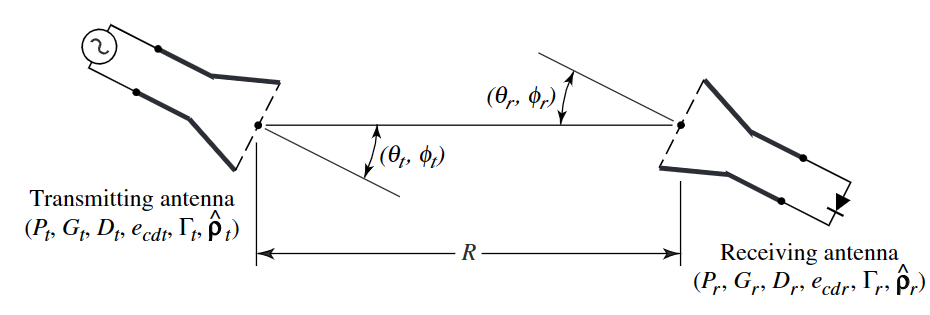 (θr, ϕr)
(θt, ϕt)
Transmitting antenna
(Pt, Gt, Dt, ecdt, Γt, ρ̂t)
R
Receiving antenna
(Pr, Gr, Dr, ecdr, Γr, ρ̂r)